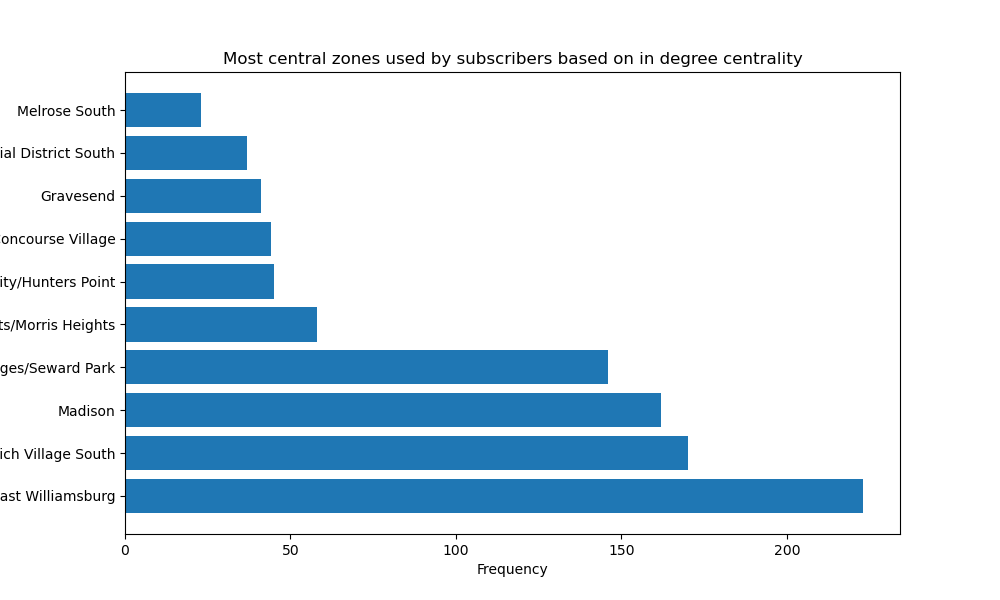 Most central zones used by subscribers based on in degree centrality
Melrose South
ial District South
Gravesend
Concourse Village
ity/Hunters Point
ts/Morris Heights
ges/Seward Park
Madison
ich Village South
ast Williamsburg
0 50 100 150 200
Frequency